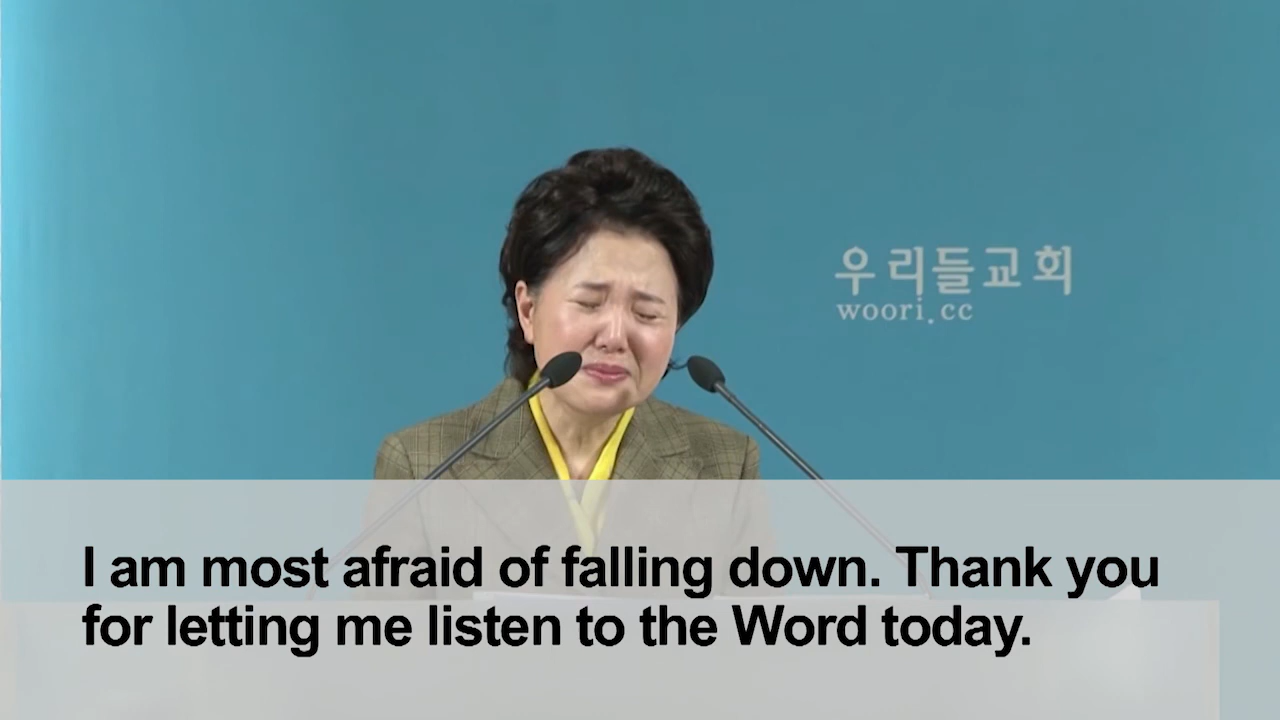 우리들교회
woori.cc
I am most afraid of falling down. Thank you
for letting me listen to the Word today.